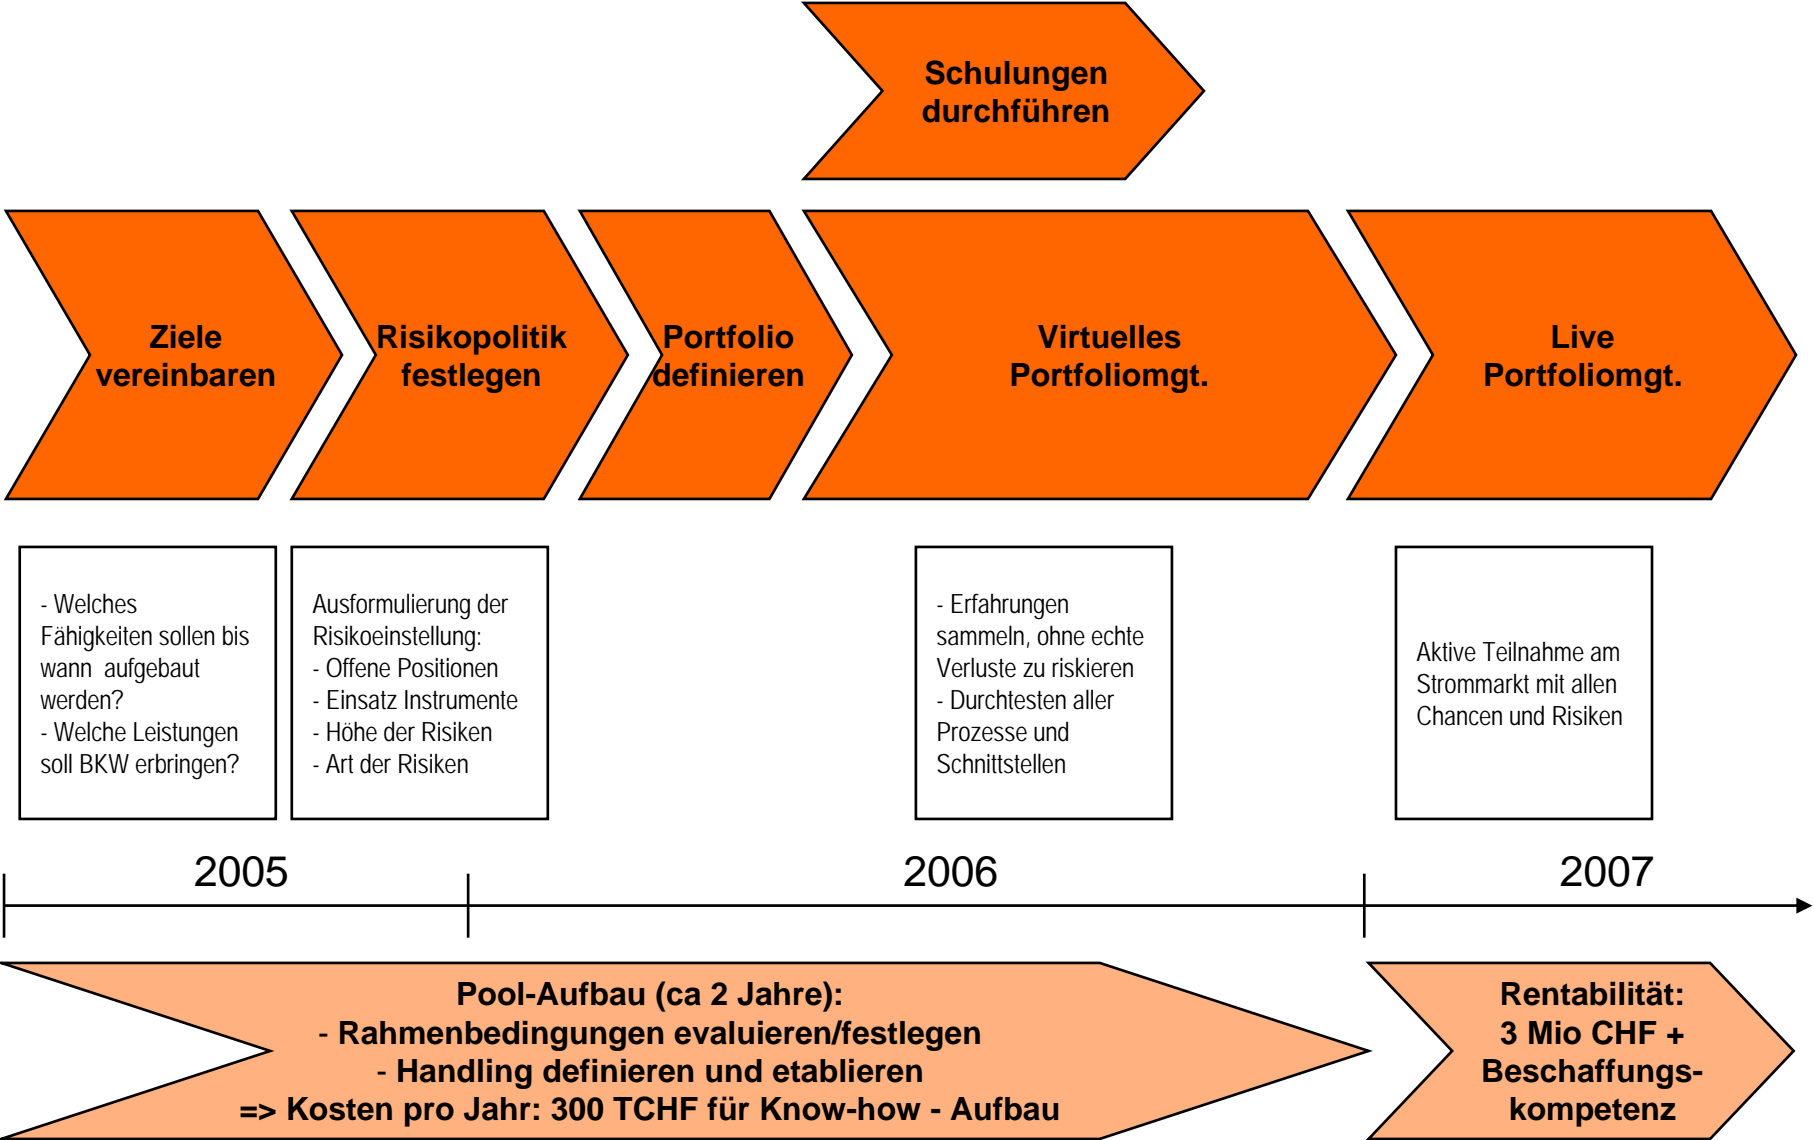 Schulungen
durchführen
Ziele
vereinbaren
Risikopolitik
festlegen
Portfolio
definieren
Virtuelles
Portfoliomgt.
Live
Portfoliomgt.
- Welches
Fähigkeiten sollen bis
wann aufgebaut
werden?
- Welche Leistungen
soll BKW erbringen?
Ausformulierung der
Risikoeinstellung:
- Offene Positionen
- Einsatz Instrumente
- Höhe der Risiken
- Art der Risiken
- Erfahrungen
sammeln, ohne echte
Verluste zu riskieren
- Durchtesten aller
Prozesse und
Schnittstellen
Aktive Teilnahme am
Strommarkt mit allen
Chancen und Risiken
2005
2006
2007
Pool-Aufbau (ca 2 Jahre):
- Rahmenbedingungen evaluieren/festlegen
- Handling definieren und etablieren
=> Kosten pro Jahr: 300 TCHF für Know-how - Aufbau
Rentabilität:
3 Mio CHF +
Beschaffungs-
kompetenz